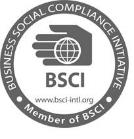 BUSINESS SOCIAL COMPLIANCE INITIATIVE
BSCI
www.bsci-intl.org
• Member of BSCI •